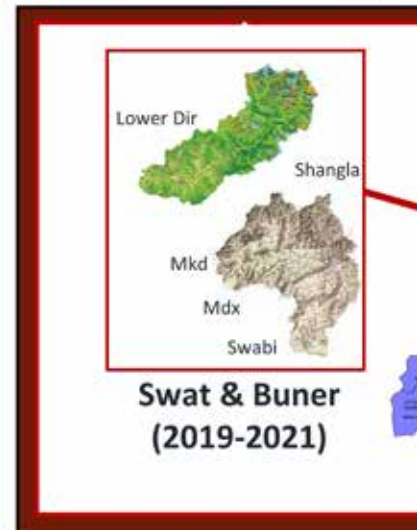 Lower Dir
Shangla
Mkd
Mdx
Swabi
Swat & Buner
(2019-2021)